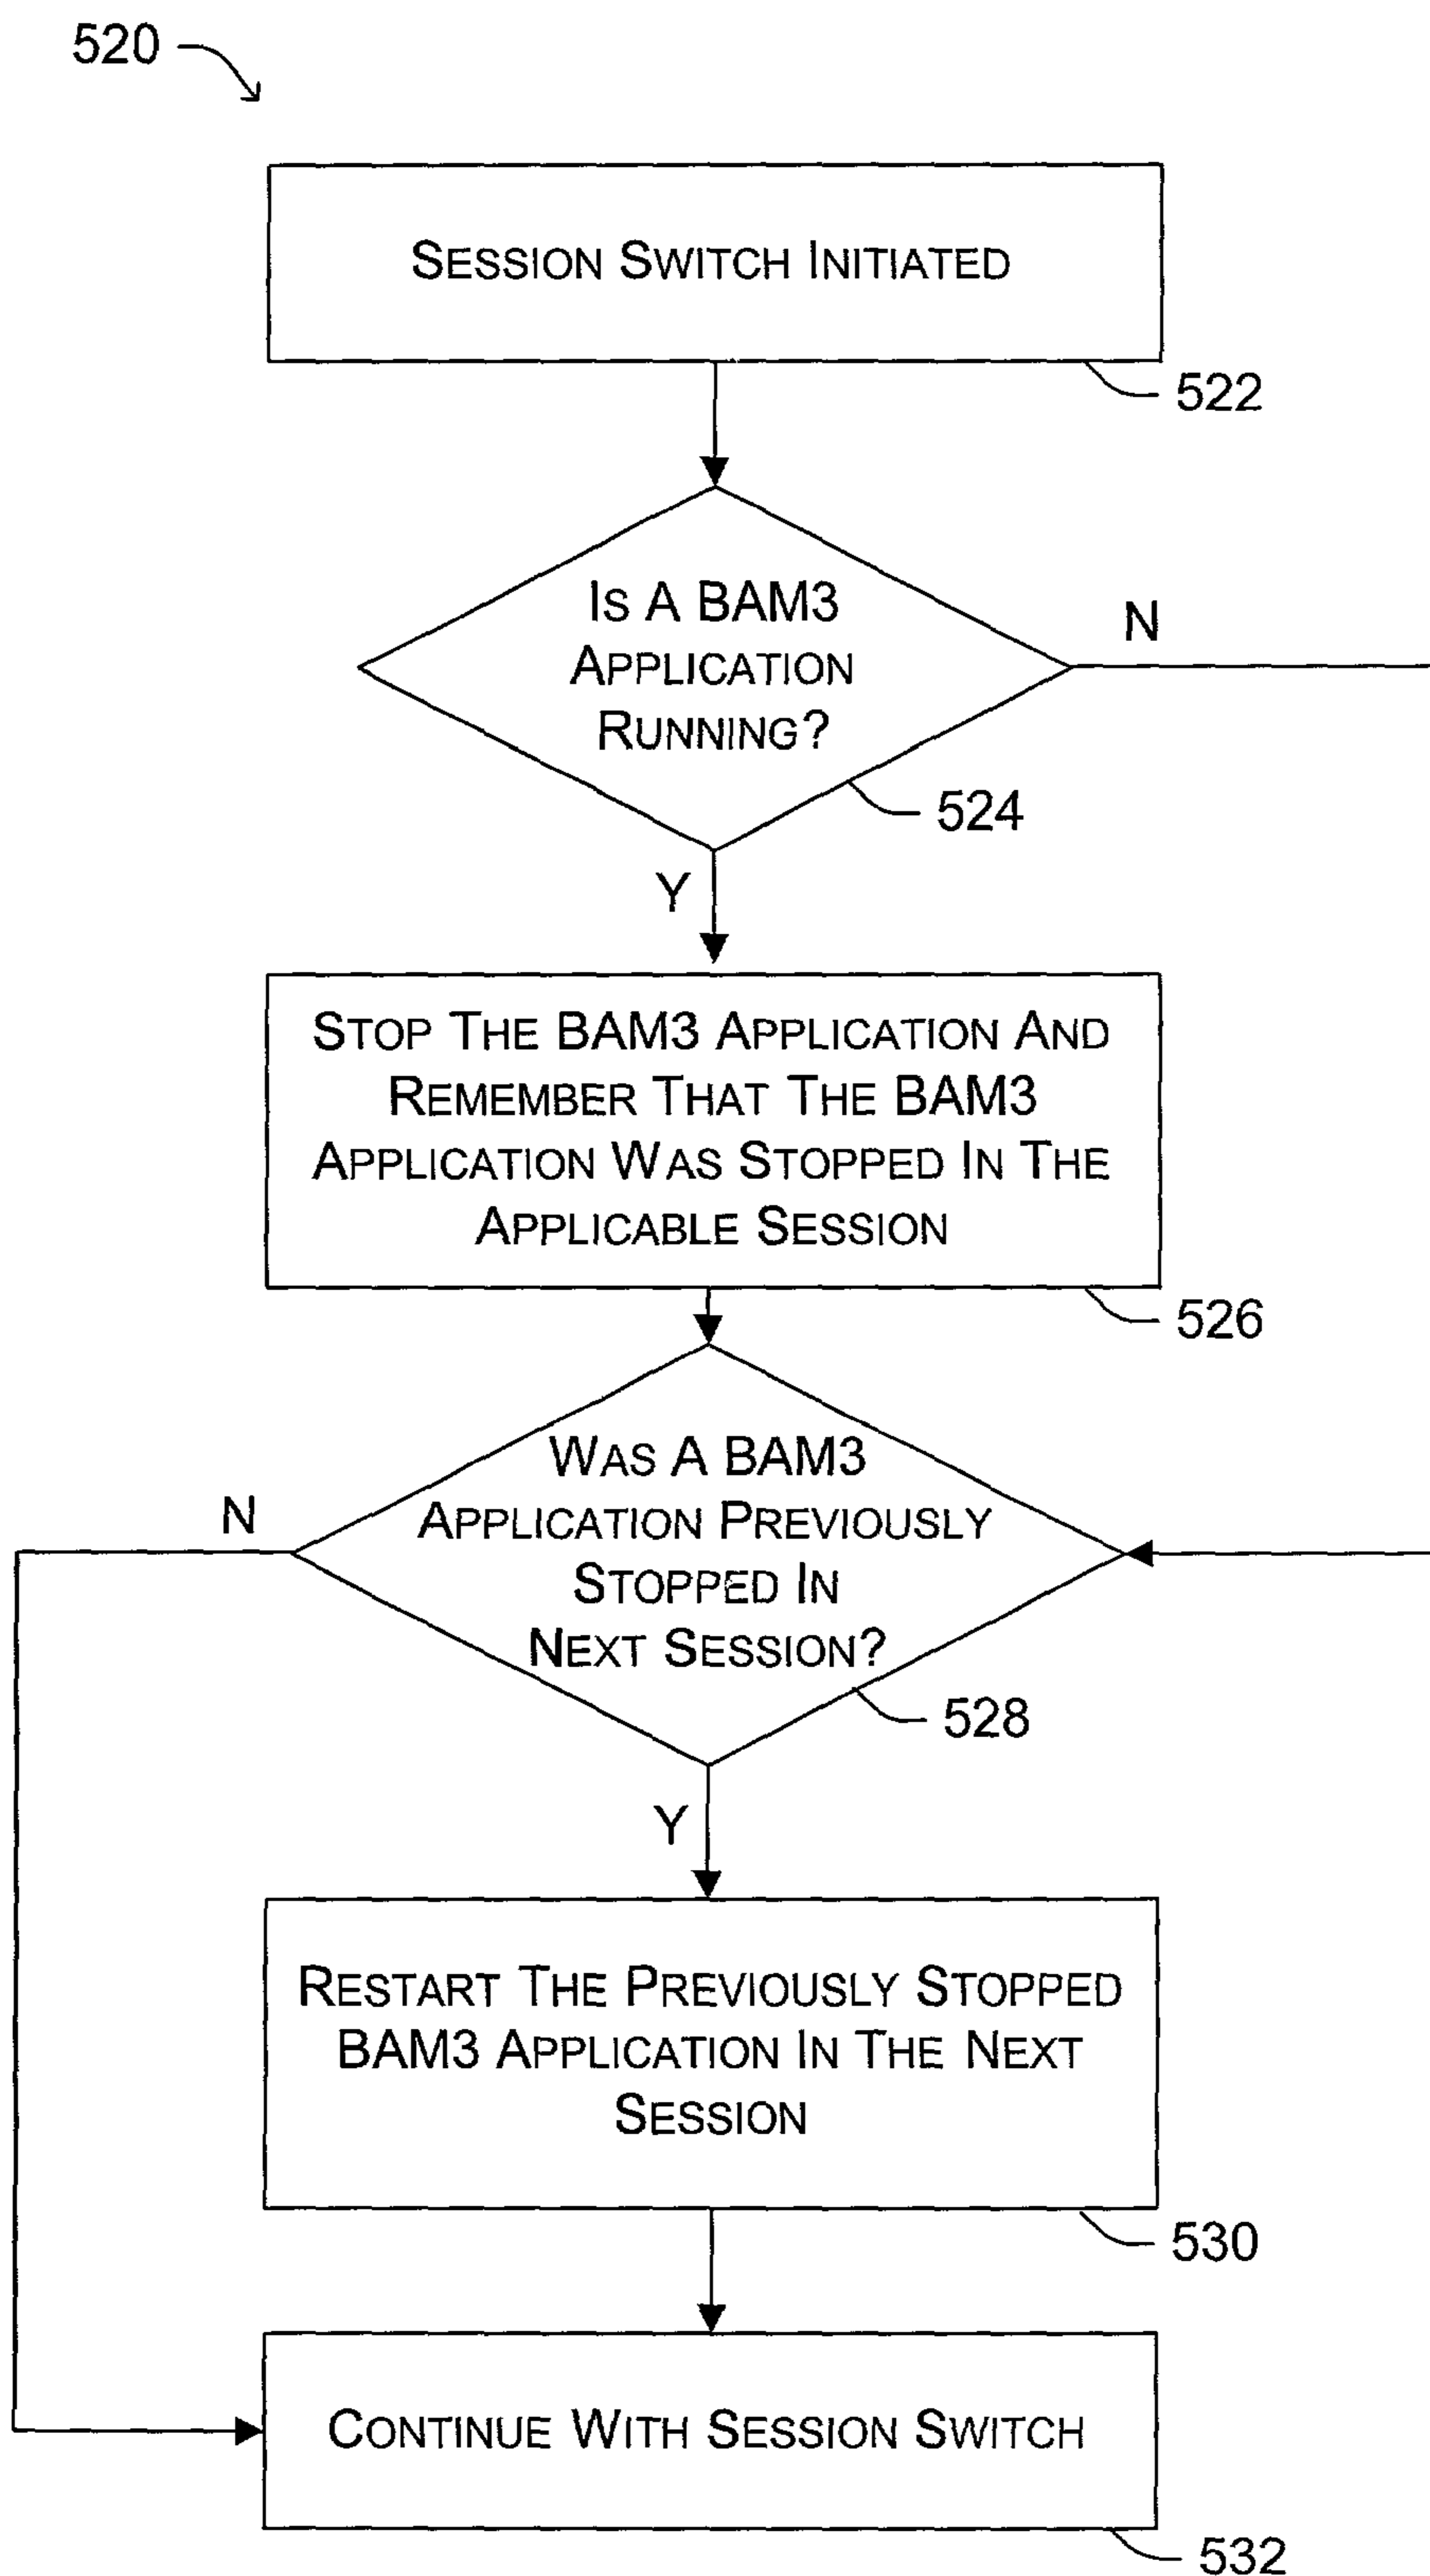 520
SESSION SWITCH INITIATED
522
IS A BAM3
APPLICATION
RUNNING?
N
524
Y
STOP THE BAM3 APPLICATION AND
REMEMBER THAT THE BAM3
APPLICATION WAS STOPPED IN THE
APPLICABLE SESSION
526
WAS A BAM3
APPLICATION PREVIOUSLY
STOPPED IN
NEXT SESSION?
N
528
Y
RESTART THE PREVIOUSLY STOPPED
BAM3 APPLICATION IN THE NEXT
SESSION
530
CONTINUE WITH SESSION SWITCH
532